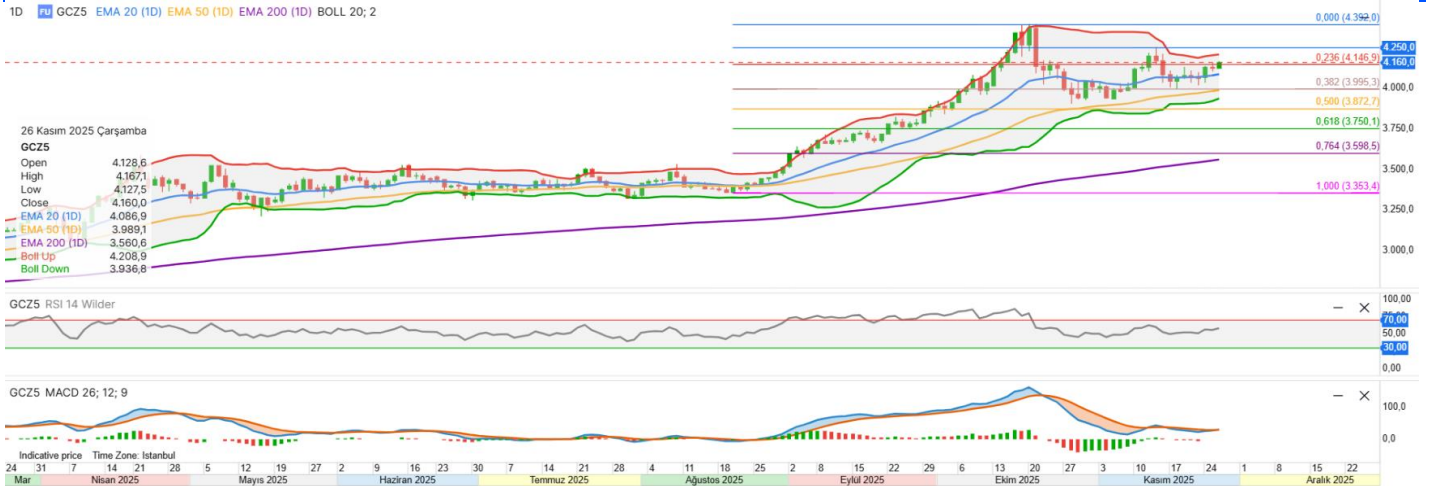 1D FU GCZ5 EMA 20 (1D) EMA 50 (1D) EMA 200 (1D) BOLL 20; 2
0,000 (4.392,0)
4.250,0
0,236 (4.146,9)
4.160,0
0,382 (3.995,3)
4.000,0
0,500 (3.872,7)
0,618 (3.750,1)
3.750,0
0,764 (3.598,5)
3.500,0
1,000 (3.353,4)
3.250,0
3.000,0
26 Kasım 2025 Çarşamba
GCZ5
Open 4.128,6
High 4.167,1
Low 4.127,5
Close 4.160,0
EMA 20 (1D) 4.086,9
EMA 50 (1D) 3.989,1
EMA 200 (1D) 3.560,6
Boll Up 4.208,9
Boll Down 3.936,8
GCZ5 RSI 14 Wilder
100,00
70,00
50,00
30,00
0,00
GCZ5 MACD 26; 12; 9
100,0
0,0
Indicative price Time Zone: Istanbul
24 31 7 14 21 28 5 12 19 27 2 9 16 23 30 7 14 21 28 4 11 18 25 2 8 15 22 29 6 13 20 27 3 10 17 24 1 8 15 22
Mar Nisan 2025 Mayıs 2025 Haziran 2025 Temmuz 2025 Ağustos 2025 Eylül 2025 Ekim 2025 Kasım 2025 Aralık 2025